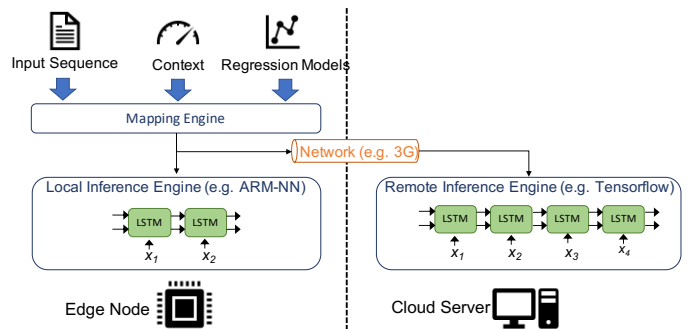 Input Sequence
Context
Regression Models
Mapping Engine
Network (e.g. 3G)
Local Inference Engine (e.g. ARM-NN)
LSTM LSTM
x1 x2
Remote Inference Engine (e.g. Tensorflow)
LSTM LSTM LSTM LSTM
x1 x2 x3 x4
Edge Node
Cloud Server